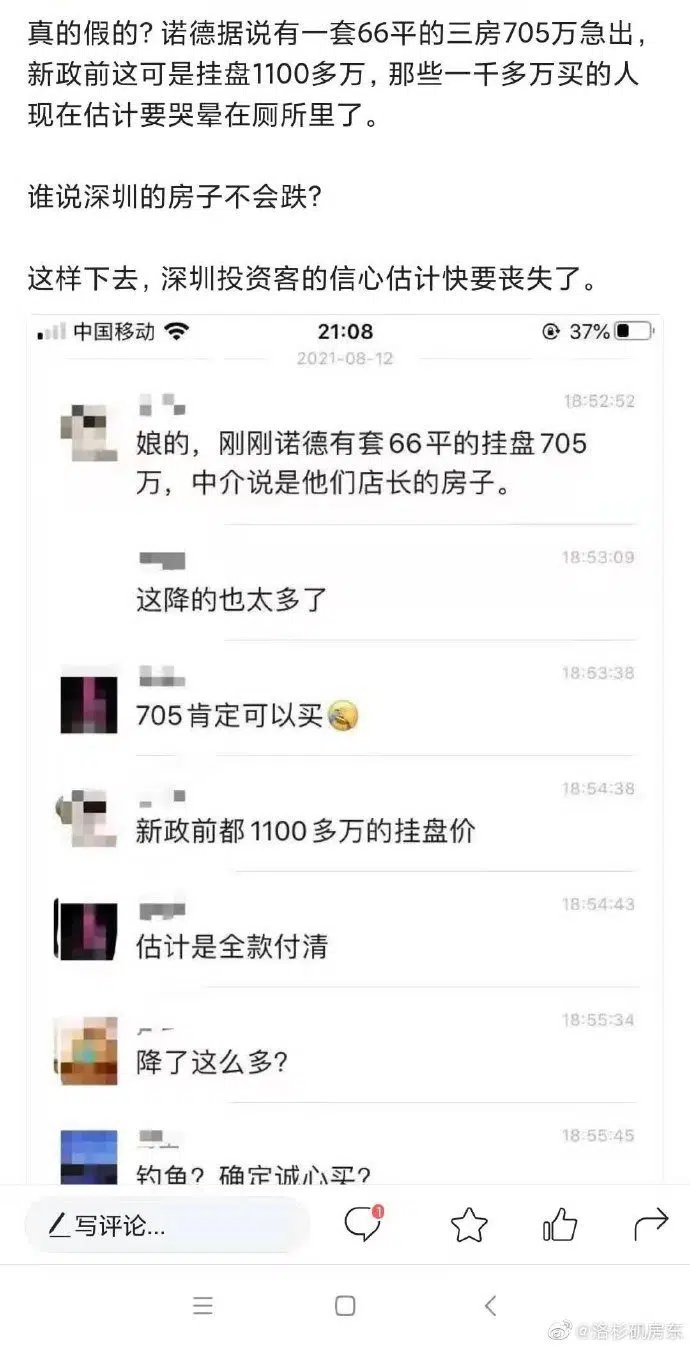 真的假的？诺德据说有一套66平的三房705万急出，
新政前这可是挂盘1100多万，那些一千多万买的人
现在估计要哭晕在厕所里了。
谁说深圳的房子不会跌？
这样下去，深圳投资客的信心估计快要丧失了。
中国移动 21:08 37%
2021-08-12
18:52:52
娘的，刚刚诺德有套66平的挂盘705
万，中介说是他们店长的房子。
18:53:09
这降的也太多了
18:53:38
705肯定可以买
18:54:38
新政前都1100多万的挂盘价
18:54:43
估计是全款付清
18:55:34
降了这么多？
18:55:45
钓鱼？确定诚心买？
写评论... 1
@洛杉矶房东